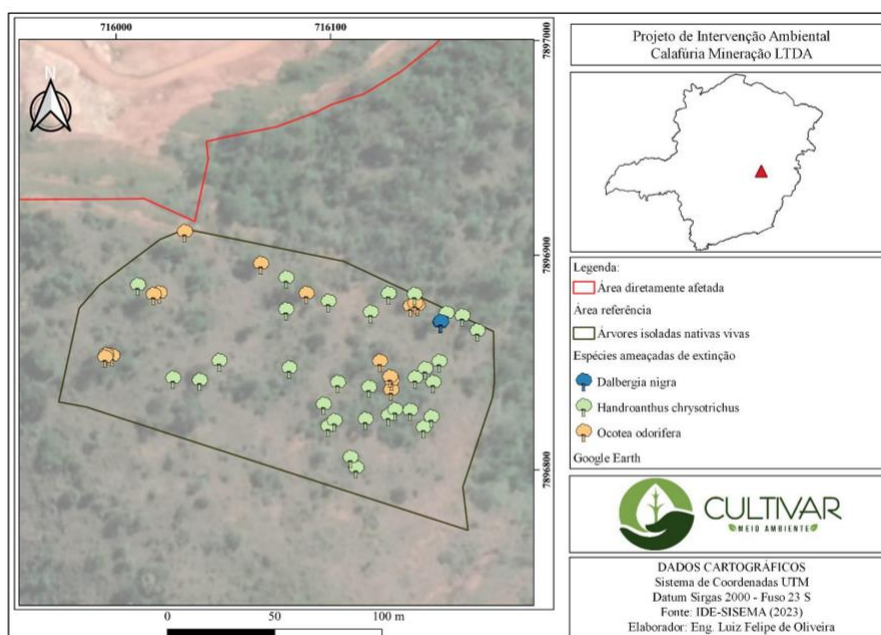 716000
716100
7897000
N
7896900
7896800
0
50
100 m
Projeto de Intervenção Ambiental
Calafúria Mineração LTDA
Legenda:
Área diretamente afetada
Área referência
Árvores isoladas nativas vivas
Espécies ameaçadas de extinção
Dalbergia nigra
Handroanthus chrysotrichus
Ocotea odorifera
Google Earth
CULTIVAR
MEIO AMBIENTE
DADOS CARTOGRÁFICOS
Sistema de Coordenadas UTM
Datum Sirgas 2000 - Fuso 23 S
Fonte: IDE-SISEMA (2023)
Elaborador: Eng. Luiz Felipe de Oliveira